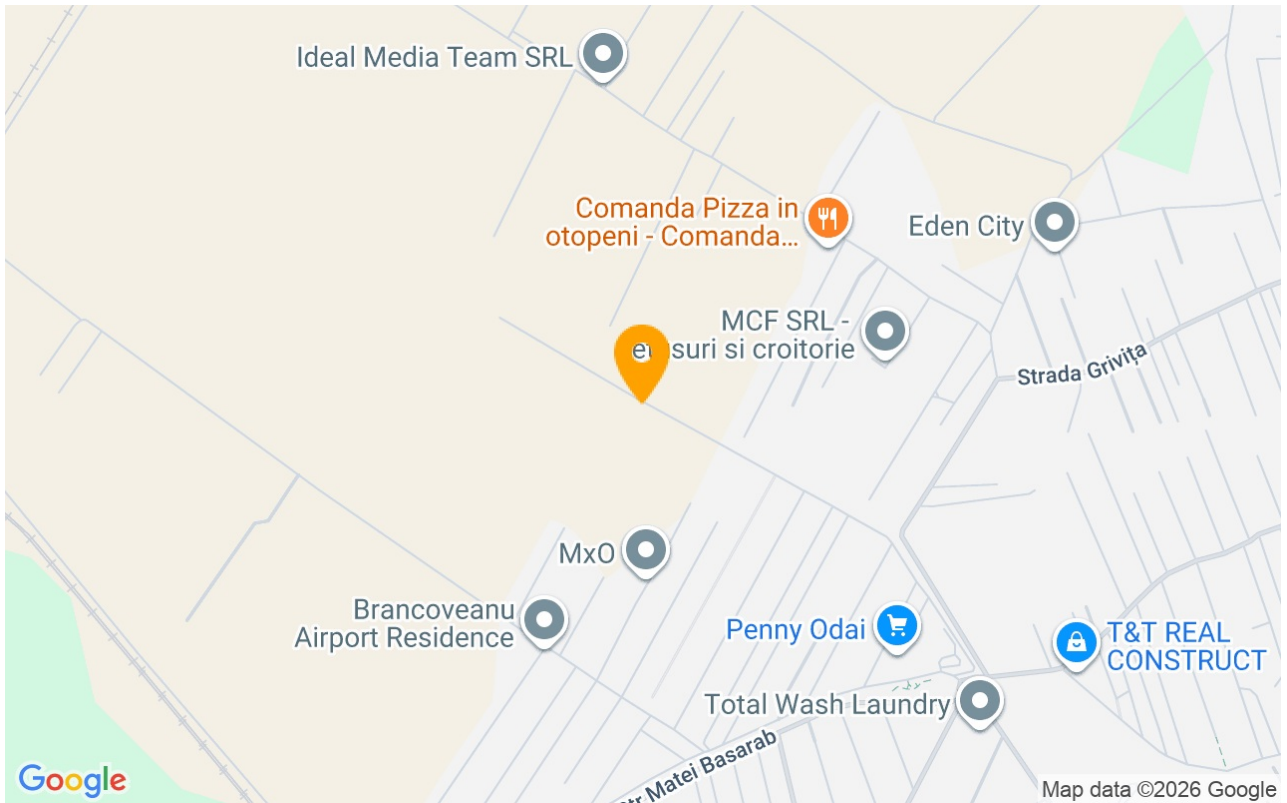 Ideal Media Team SRL
Comanda Pizza in
otopeni - Comanda...
Eden City
MCF SRL -
suri si croitorie
Strada Grivița
MxO
Brancoveanu
Airport Residence
Penny Odai
T&T REAL
CONSTRUCT
Total Wash Laundry
Str Matei Basarab
Google
Map data ©2026 Google